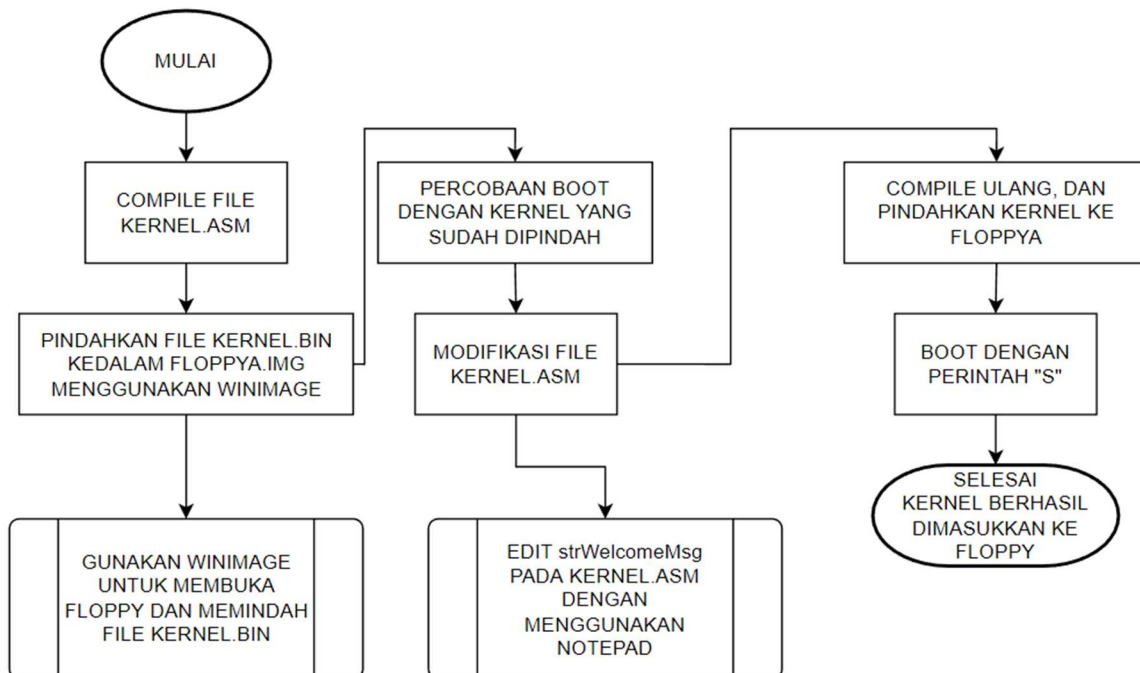 MULAI
COMPILE FILE
KERNEL.ASM
PINDAHKAN FILE KERNEL.BIN
KEDALAM FLOPPYA.IMG
MENGGUNAKAN WINIMAGE
GUNAKAN WINIMAGE
UNTUK MEMBUKA
FLOPPY DAN MEMINDAH
FILE KERNEL.BIN
PERCOBAAN BOOT
DENGAN KERNEL YANG
SUDAH DIPINDAH
MODIFIKASI FILE
KERNEL.ASM
EDIT strWelcomeMsg
PADA KERNEL.ASM
DENGAN
MENGGUNAKAN
NOTEPAD
COMPILE ULANG, DAN
PINDAHKAN KERNEL KE
FLOPPYA
BOOT DENGAN
PERINTAH "S"
SELESAI
KERNEL BERHASIL
DIMASUKKAN KE
FLOPPY